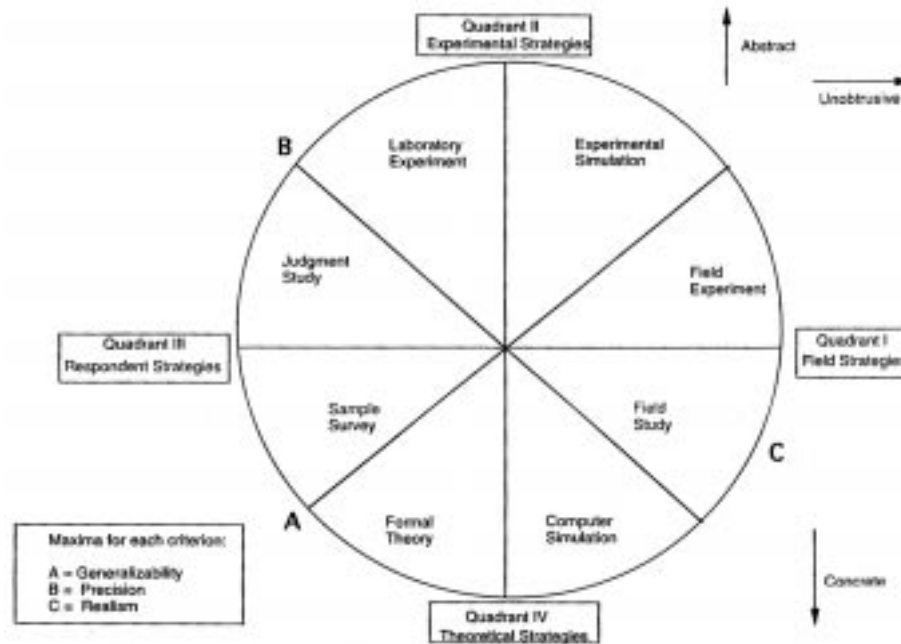 Quadrant II
Experimental Strategies
Abstract
Unobtrusive
B
Laboratory
Experiment
Experimental
Simulation
Judgment
Study
Field
Experiment
Quadrant III
Respondent Strategies
Quadrant I
Field Strategies
Sample
Survey
Field
Study
C
A
Formal
Theory
Computer
Simulation
Maxima for each criterion:
A = Generalizability
B = Precision
C = Realism
Concrete
Quadrant IV
Theoretical Strategies